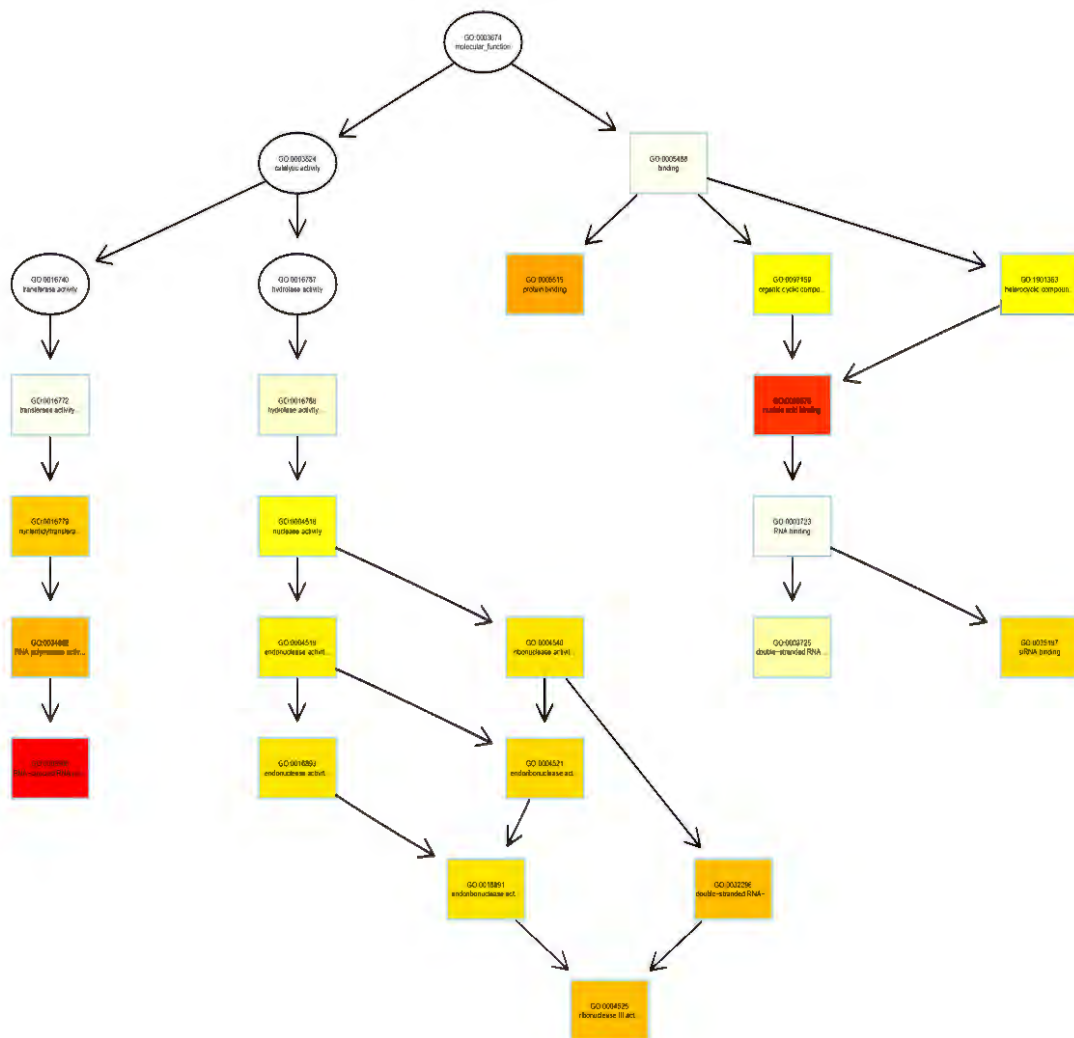 GO:0003674
molecular_function
GO:0003824
catalytic activity
GO:0005488
binding
GO:0016740
transferase activity
GO:0016787
hydrolase activity
GO:0005515
protein binding
GO:0097159
organic cyclic compo...
GO:1901363
heterocyclic compoun...
GO:0016772
transferase activity...
GO:0016788
hydrolase activity...
GO:0003676
nucleic acid binding
GO:0016779
nucleotidyltransfera...
GO:0004518
nuclease activity
GO:0003723
RNA binding
GO:0034062
RNA polymerase activ...
GO:0004519
endonuclease activit...
GO:0004540
ribonuclease activit...
GO:0003725
double-stranded RNA ...
GO:0035197
siRNA binding
GO:0016893
endonuclease activit...
GO:0004521
endoribonuclease act...
GO:0016891
endoribonuclease act...
GO:0032296
double-stranded RNA-...
GO:0004525
ribonuclease III act...